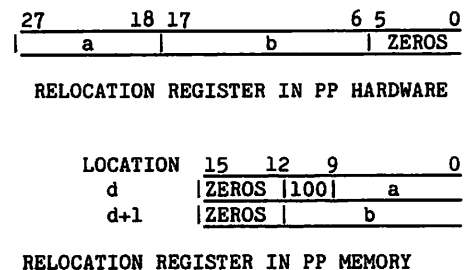 27 18 17 6 5 0
| a | b | ZEROS
RELOCATION REGISTER IN PP HARDWARE
LOCATION 15 12 9 0
d |ZEROS |100| a
d+1 |ZEROS | b
RELOCATION REGISTER IN PP MEMORY